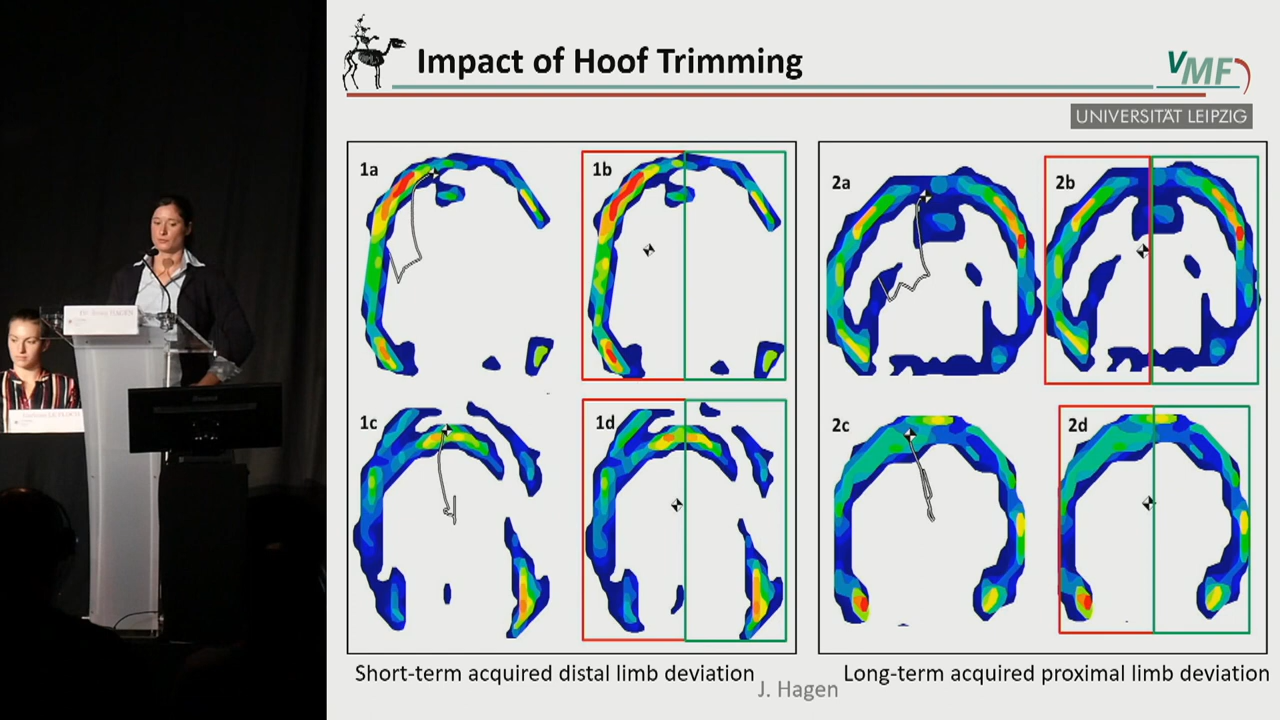 Impact of Hoof Trimming
VMF
UNIVERSITÄT LEIPZIG
1a
1b
2a
2b
1c
1d
2c
2d
Short-term acquired distal limb deviation
Long-term acquired proximal limb deviation
J. Hagen